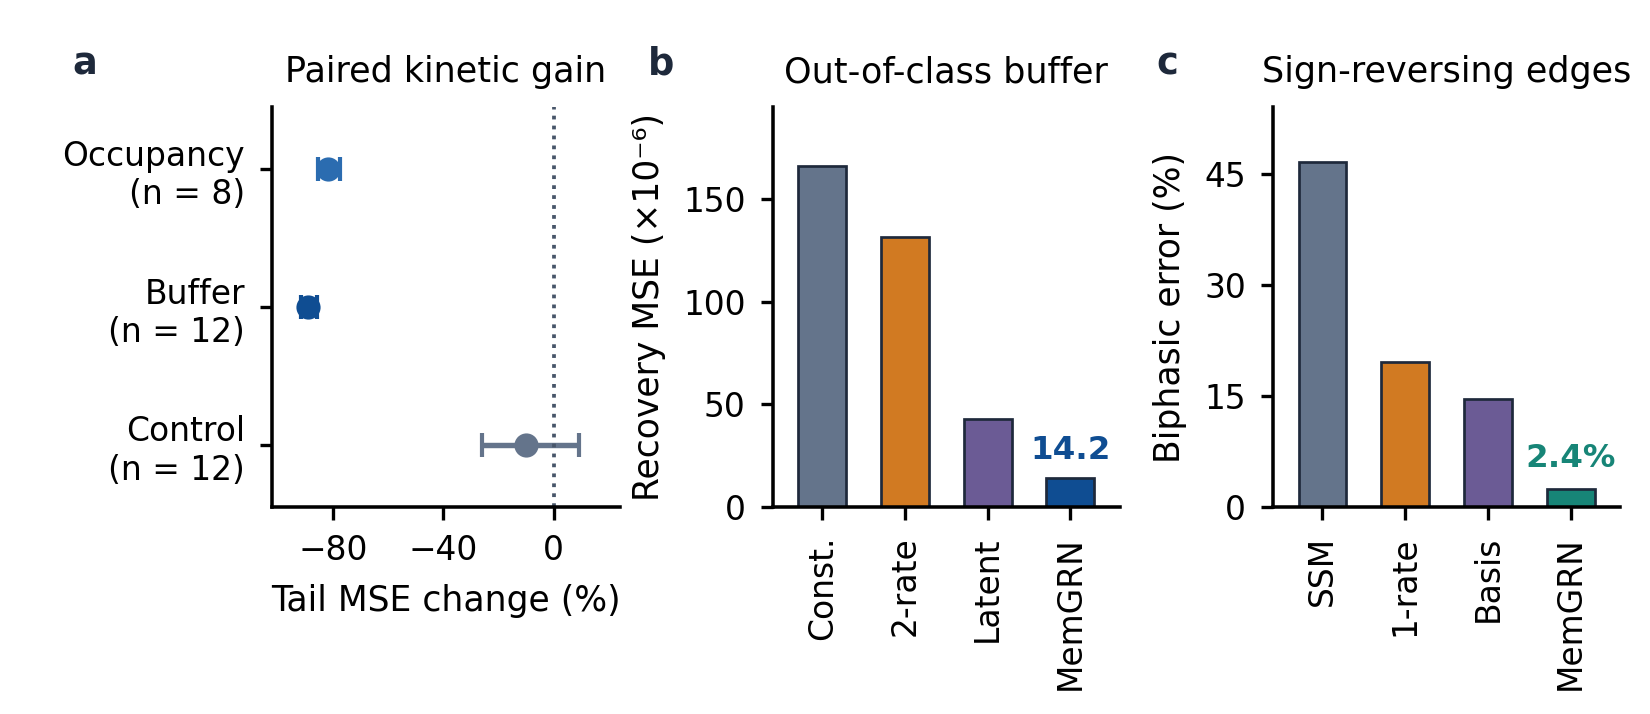 a
Paired kinetic gain
Occupancy
(n = 8)
Buffer
(n = 12)
Control
(n = 12)
−80
−40
0
Tail MSE change (%)
b
Out-of-class buffer
Recovery MSE (×10⁻⁶)
150
100
50
0
14.2
Const.
2-rate
Latent
MemGRN
c
Sign-reversing edges
Biphasic error (%)
45
30
15
0
2.4%
SSM
1-rate
Basis
MemGRN